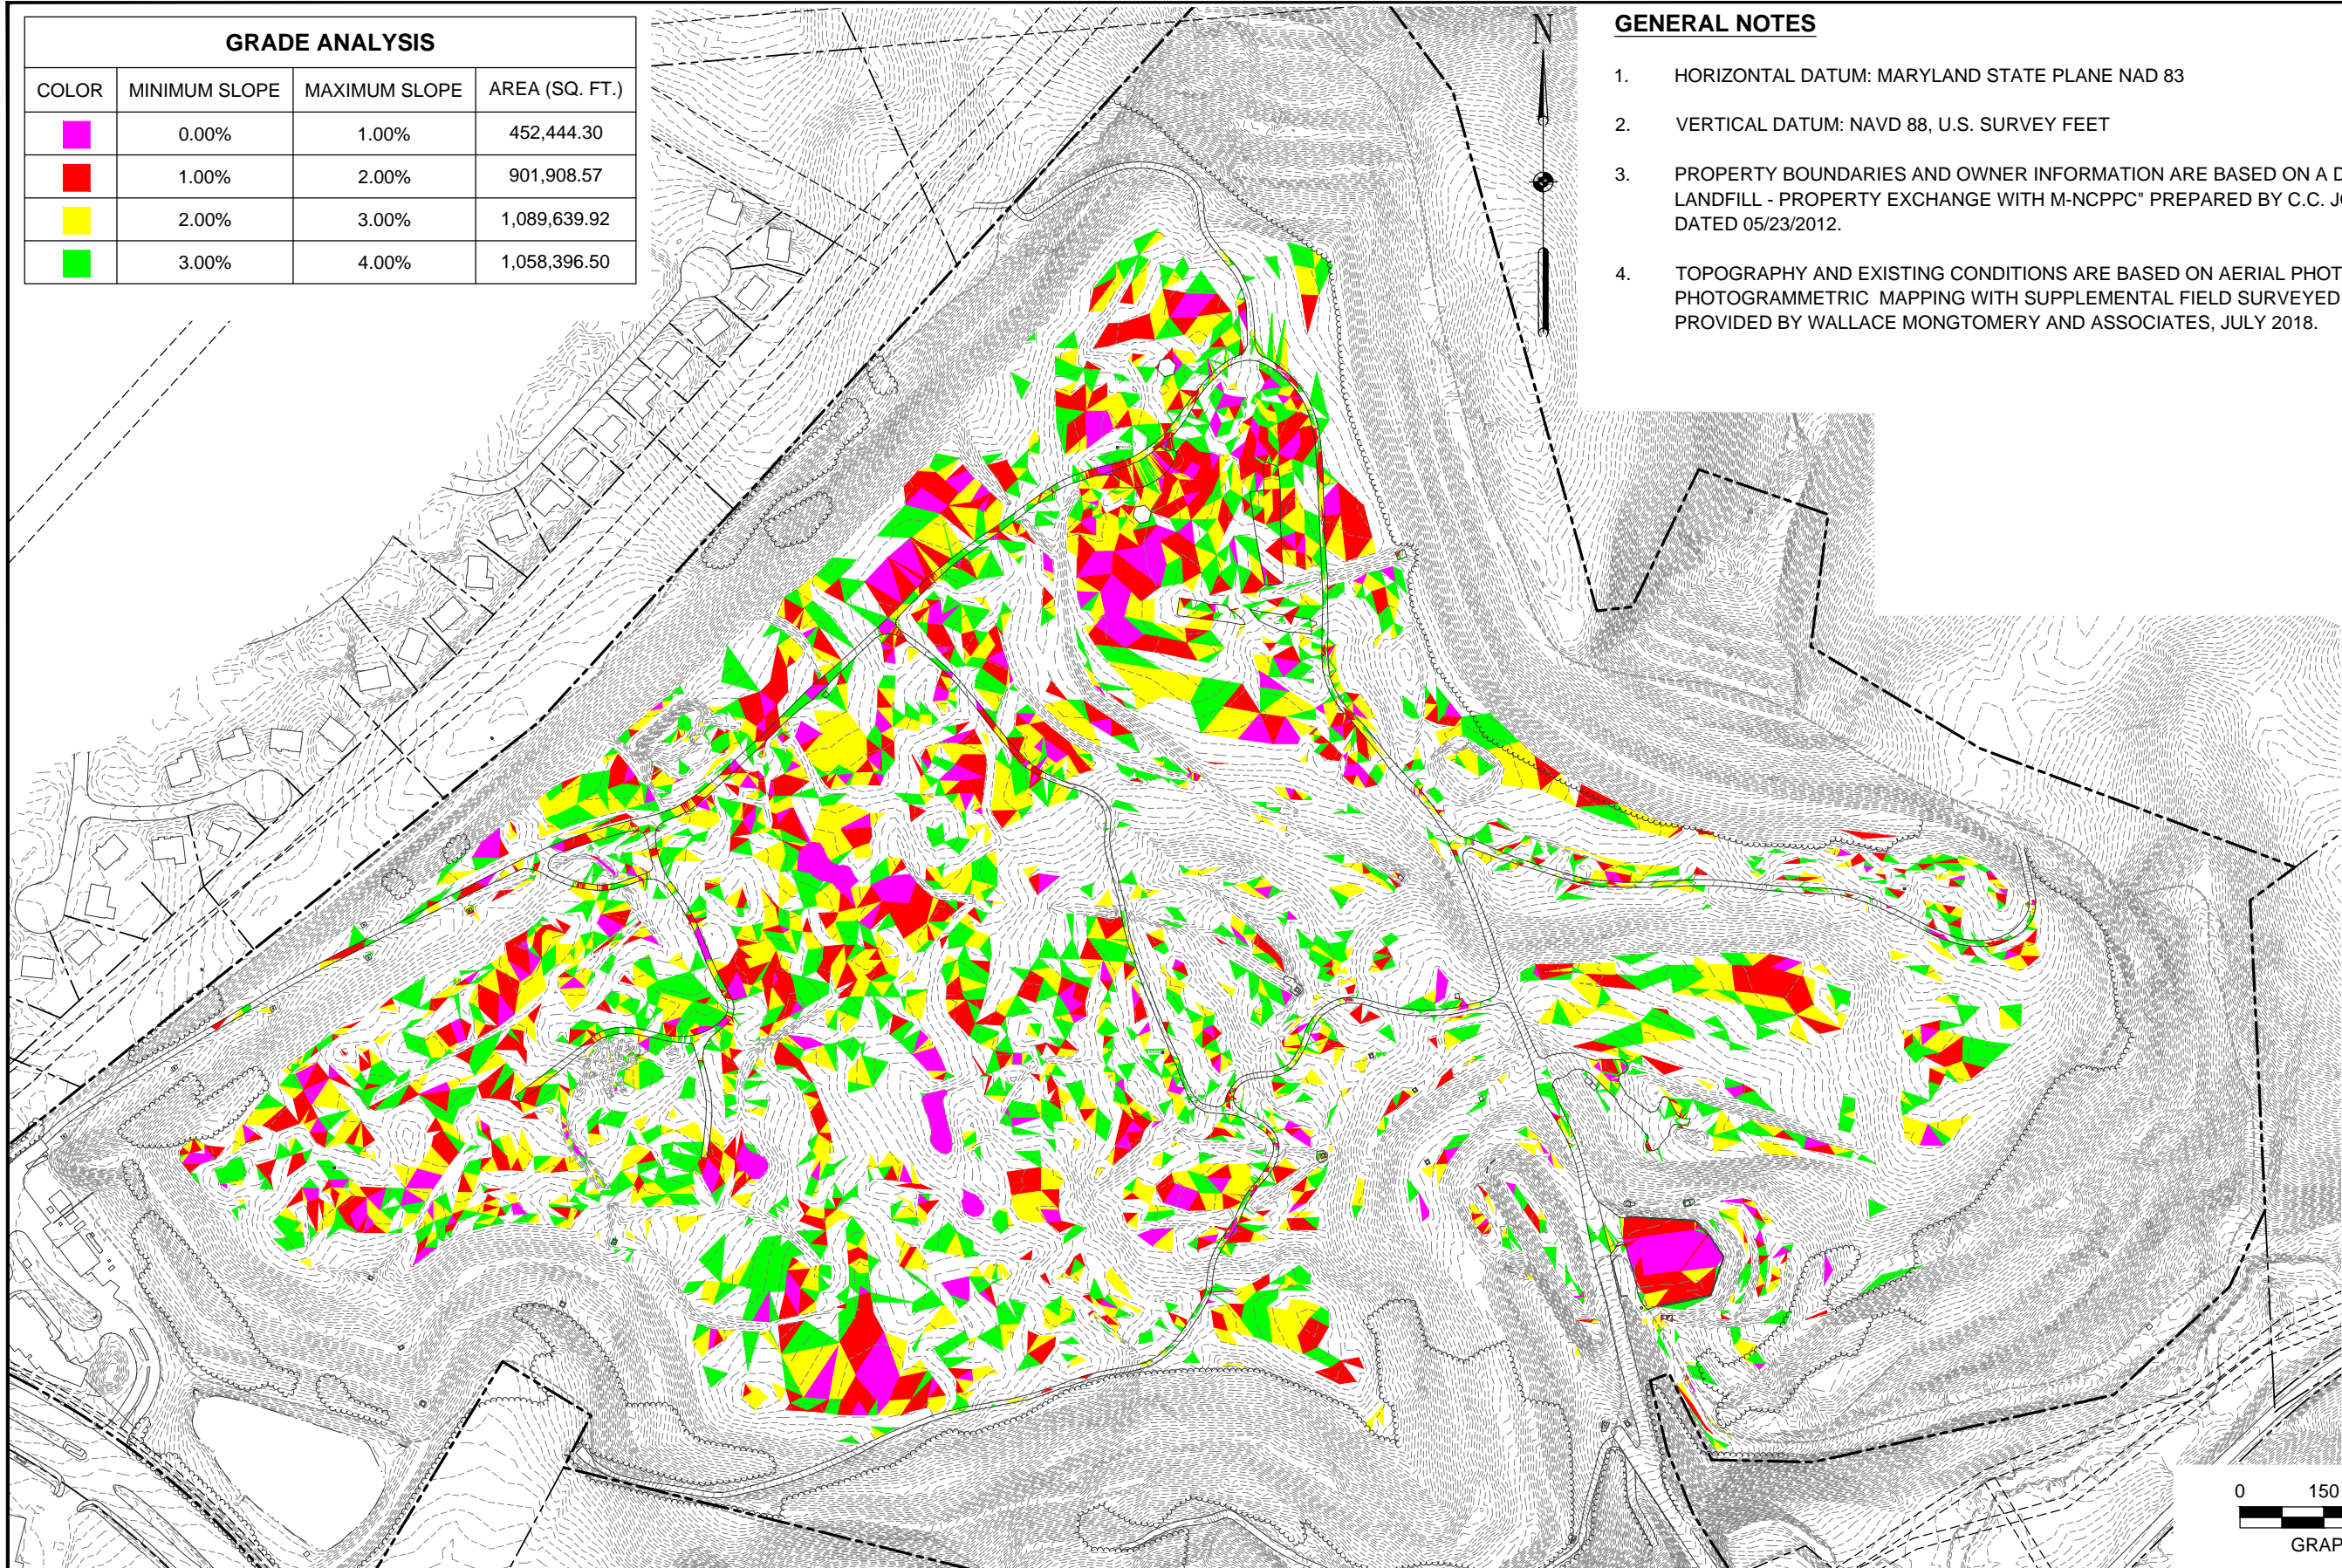 GRADE ANALYSIS
COLOR MINIMUM SLOPE MAXIMUM SLOPE AREA (SQ. FT.)
0.00% 1.00% 452,444.30
1.00% 2.00% 901,908.57
2.00% 3.00% 1,089,639.92
3.00% 4.00% 1,058,396.50
N
GENERAL NOTES
1. HORIZONTAL DATUM: MARYLAND STATE PLANE NAD 83
2. VERTICAL DATUM: NAVD 88, U.S. SURVEY FEET
3. PROPERTY BOUNDARIES AND OWNER INFORMATION ARE BASED ON A D
LANDFILL - PROPERTY EXCHANGE WITH M-NCPPC" PREPARED BY C.C. JO
DATED 05/23/2012.
4. TOPOGRAPHY AND EXISTING CONDITIONS ARE BASED ON AERIAL PHOT
PHOTOGRAMMETRIC MAPPING WITH SUPPLEMENTAL FIELD SURVEYED
PROVIDED BY WALLACE MONGTOMERY AND ASSOCIATES, JULY 2018.
0 150
GRAP